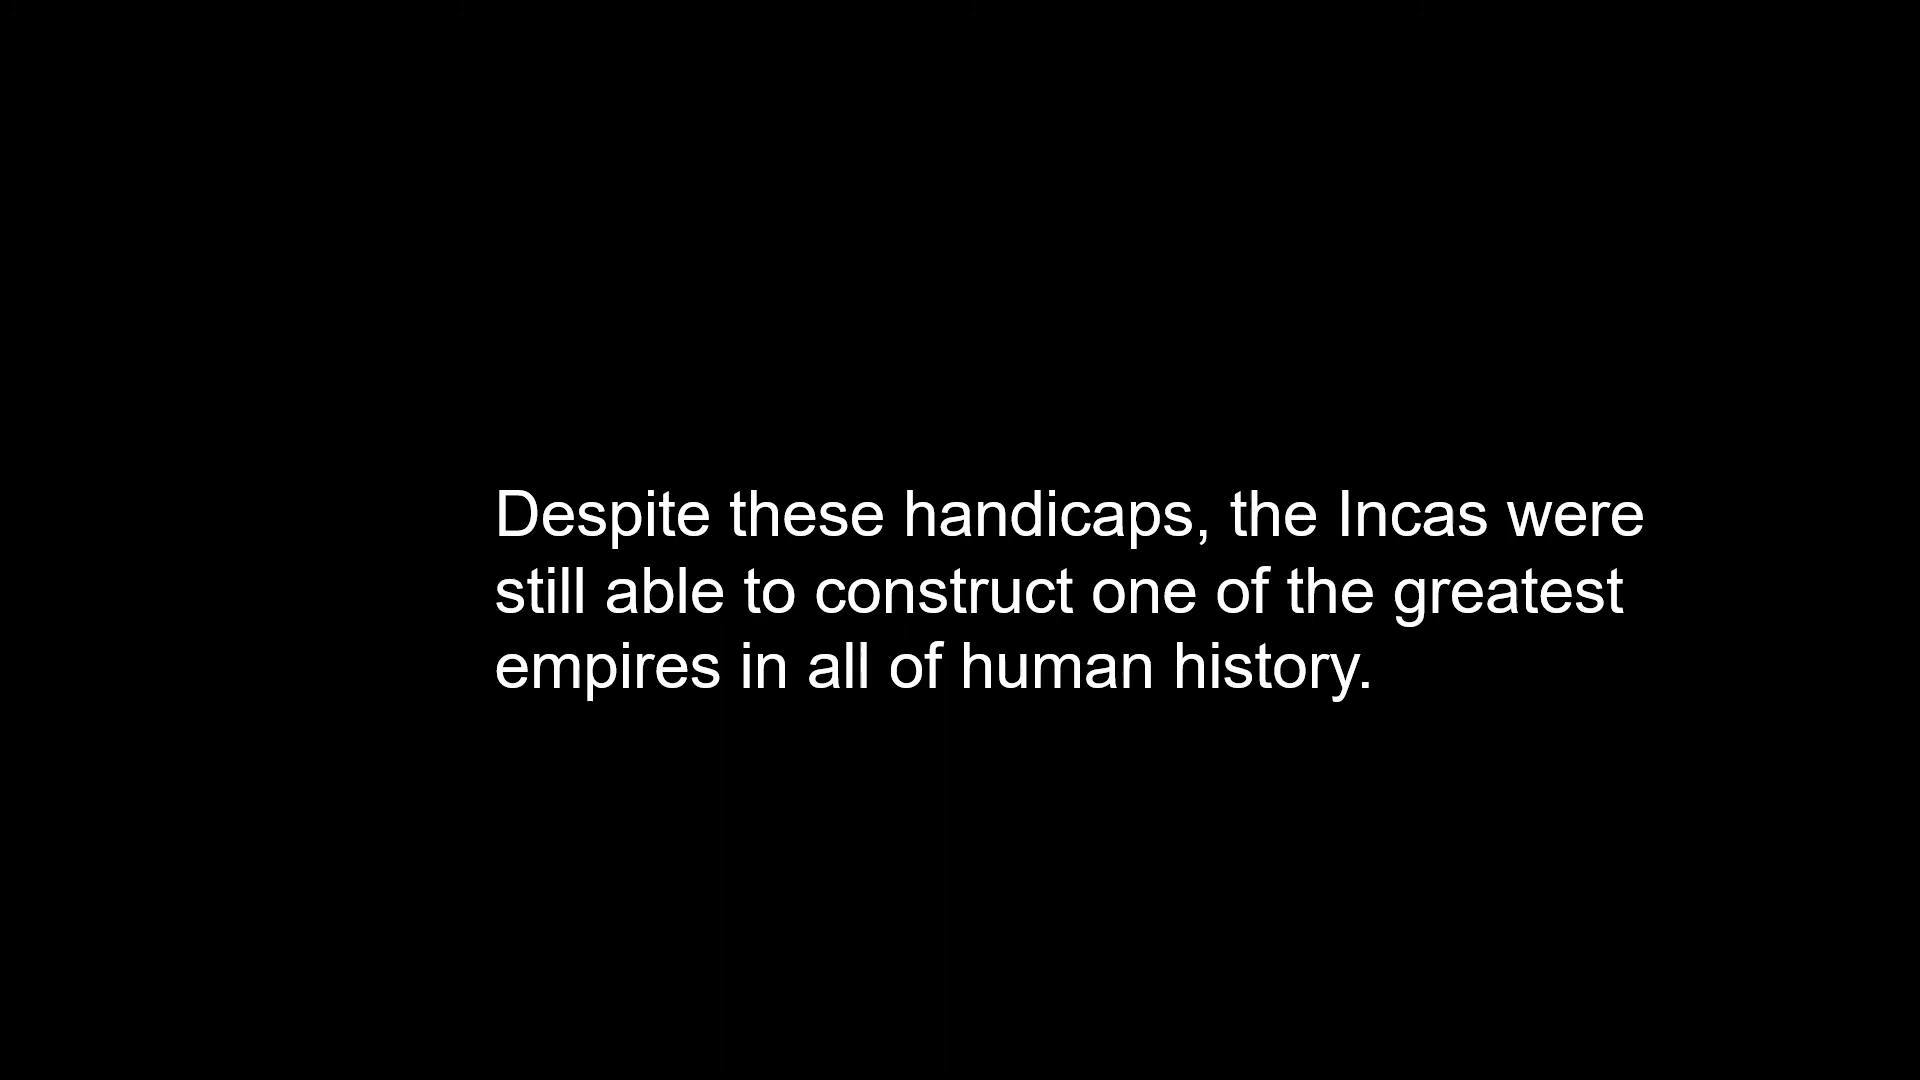 Despite these handicaps, the Incas were
still able to construct one of the greatest
empires in all of human history.